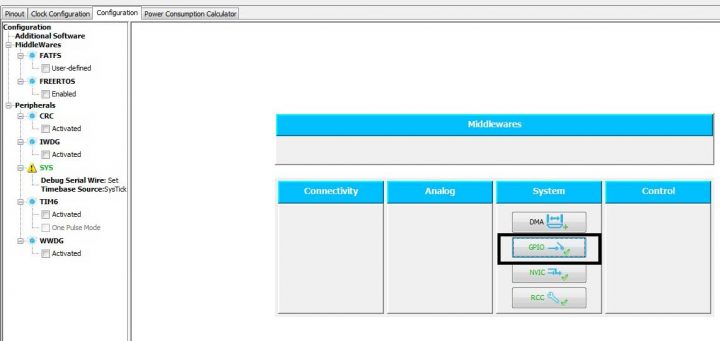 Pinout Clock Configuration Configuration Power Consumption Calculator
Configuration
Additional Software
MiddleWares
FATFS
User-defined
FREERTOS
Enabled
Peripherals
CRC
Activated
IWDG
Activated
SYS
Debug Serial Wire: Set
Timebase Source:SysTick
TIM6
Activated
One Pulse Mode
WWDG
Activated
Middlewares
Connectivity Analog System Control
DMA
GPIO
NVIC
RCC